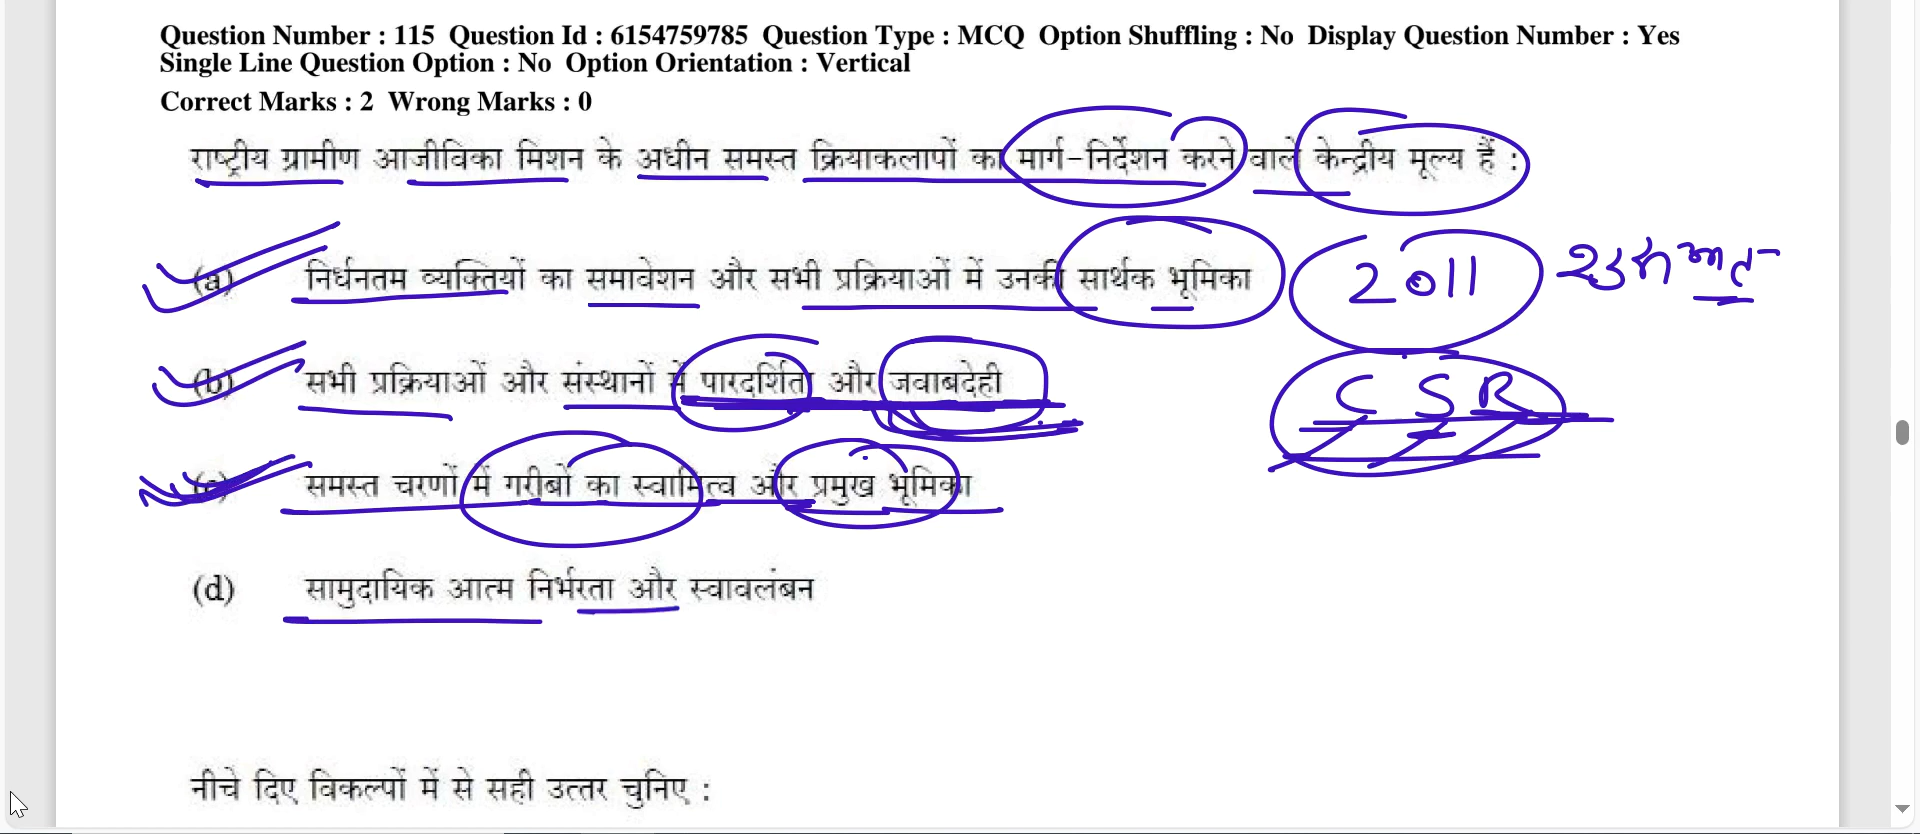 Question Number : 115 Question Id : 6154759785 Question Type : MCQ Option Shuffling : No Display Question Number : Yes
Single Line Question Option : No Option Orientation : Vertical
Correct Marks : 2 Wrong Marks : 0
राष्ट्रीय ग्रामीण आजीविका मिशन के अधीन समस्त क्रियाकलापों का मार्ग-निर्देशन करने वाले केन्द्रीय मूल्य हैं :
(a) निर्धनतम व्यक्तियों का समावेशन और सभी प्रक्रियाओं में उनकी सार्थक भूमिका 2011
(b) सभी प्रक्रियाओं और संस्थानों में पारदर्शिता और जवाबदेही CSR
(c) समस्त चरणों में गरीबों का स्वामित्व और प्रमुख भूमिका
(d) सामुदायिक आत्म निर्भरता और स्वावलंबन
नीचे दिए विकल्पों में से सही उत्तर चुनिए :